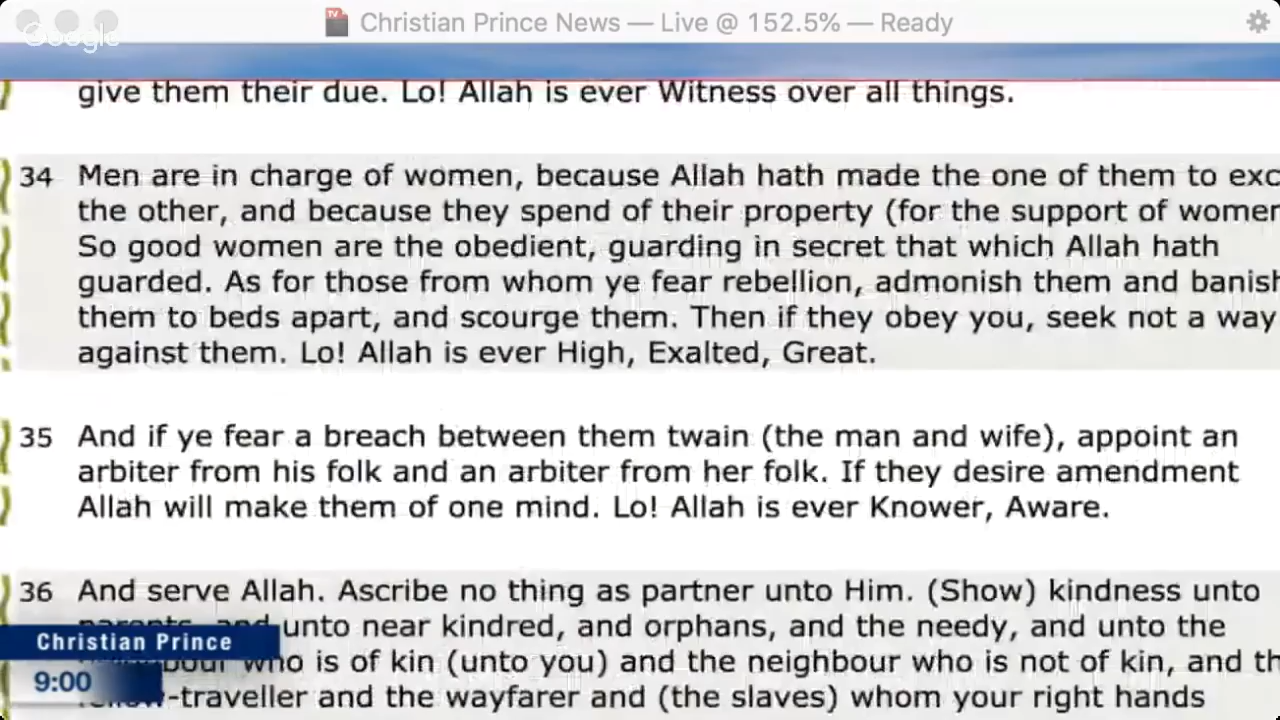 Christian Prince News — Live @ 152.5% — Ready
Google
give them their due. Lo! Allah is ever Witness over all things.
34 Men are in charge of women, because Allah hath made the one of them to exc
the other, and because they spend of their property (for the support of women
So good women are the obedient, guarding in secret that which Allah hath
guarded. As for those from whom ye fear rebellion, admonish them and banish
them to beds apart, and scourge them. Then if they obey you, seek not a way
against them. Lo! Allah is ever High, Exalted, Great.
35 And if ye fear a breach between them twain (the man and wife), appoint an
arbiter from his folk and an arbiter from her folk. If they desire amendment
Allah will make them of one mind. Lo! Allah is ever Knower, Aware.
36 And serve Allah. Ascribe no thing as partner unto Him. (Show) kindness unto
parents, and unto near kindred, and orphans, and the needy, and unto the
who is of kin (unto you) and the neighbour who is not of kin, and th
-traveller and the wayfarer and (the slaves) whom your right hands
Christian Prince
9:00